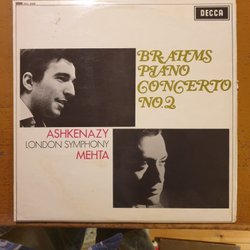 DECCA
BRAHMS
PIANO
CONCERTO
NO.2
ASHKENAZY
LONDON SYMPHONY
MEHTA